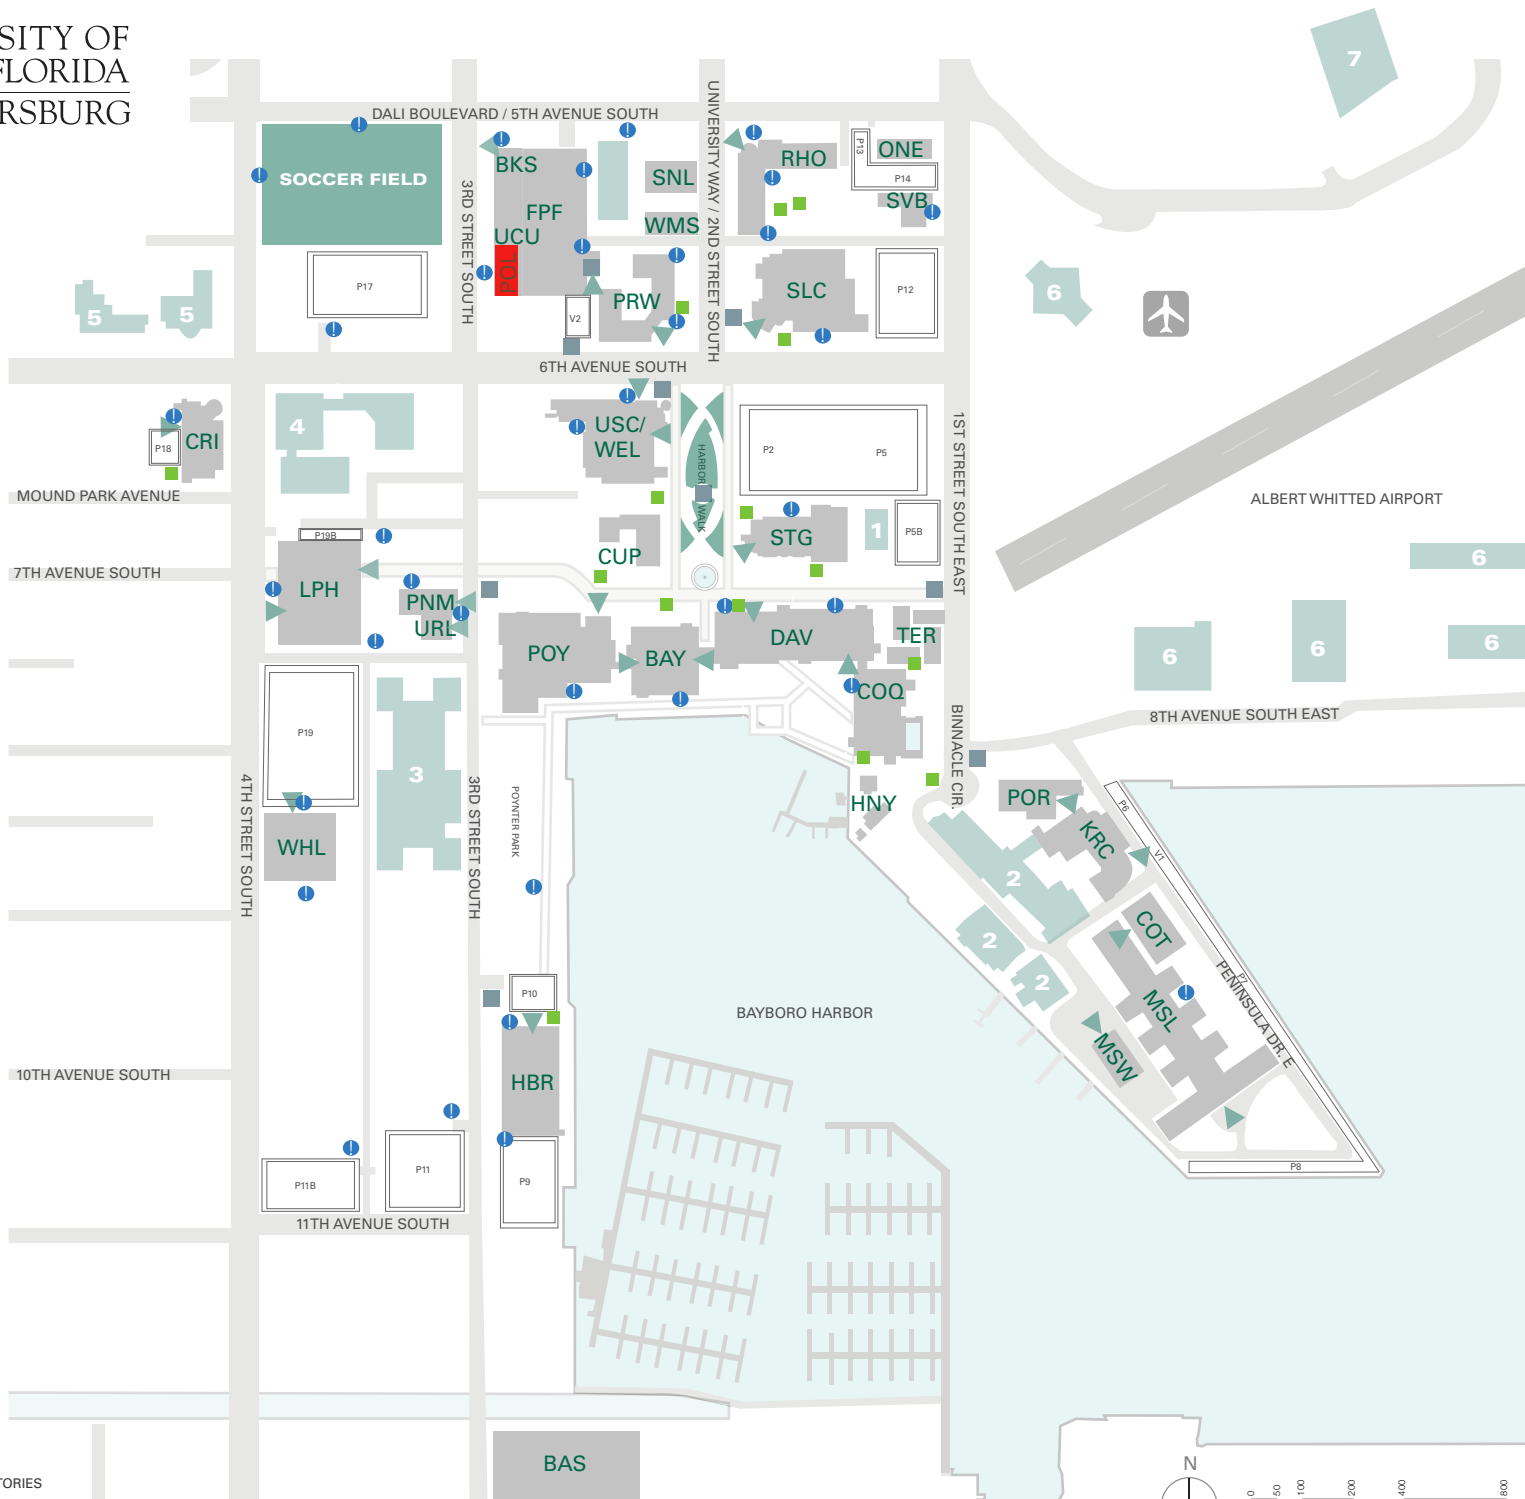 SITY OF
FLORIDA
RSBURG
7
DALI BOULEVARD / 5TH AVENUE SOUTH
UNIVERSITY WAY / 2ND STREET SOUTH
3RD STREET SOUTH
SOCCER FIELD
BKS
FPF
UCU
POL
SNL
WMS
RHO
P13
ONE
P14
SVB
P17
5
5
V2
PRW
SLC
P12
6
6TH AVENUE SOUTH
CRI
P18
4
USC/
WEL
HARBOR
WALK
P2
P5
1ST STREET SOUTH EAST
MOUND PARK AVENUE
ALBERT WHITTED AIRPORT
P19B
CUP
STG
1
P5B
6
7TH AVENUE SOUTH
LPH
PNM
URL
POY
BAY
DAV
TER
COQ
6
6
6
8TH AVENUE SOUTH EAST
BINNACLE CIR.
P19
3
4TH STREET SOUTH
3RD STREET SOUTH
POYNTER PARK
HNY
POR
P6
WHL
KRC
V1
2
2
2
COT
P7
PENINSULA DR. E
MSL
MSW
P10
BAYBORO HARBOR
10TH AVENUE SOUTH
HBR
P11B
P11
P9
P8
11TH AVENUE SOUTH
BAS
N
TORIES
0
50
100
200
400
800